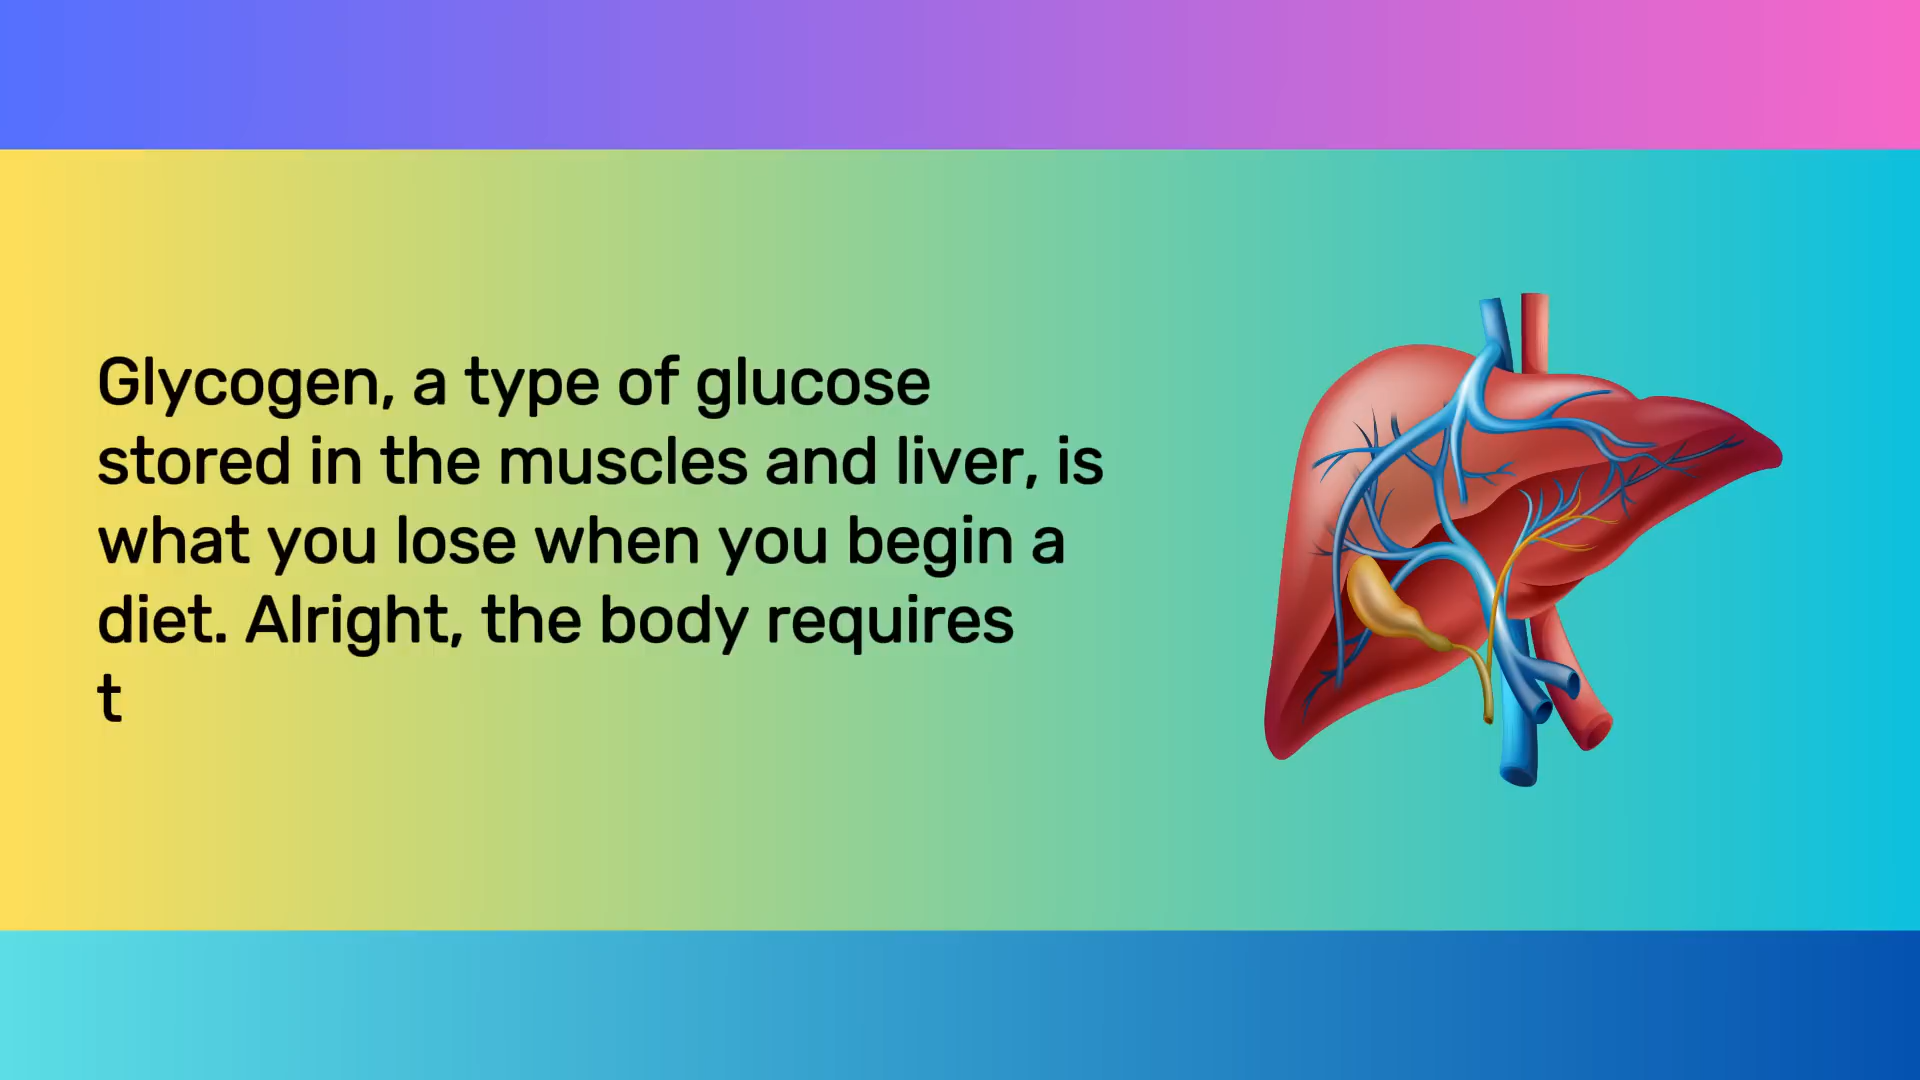 Glycogen, a type of glucose
stored in the muscles and liver, is
what you lose when you begin a
diet. Alright, the body requires
t